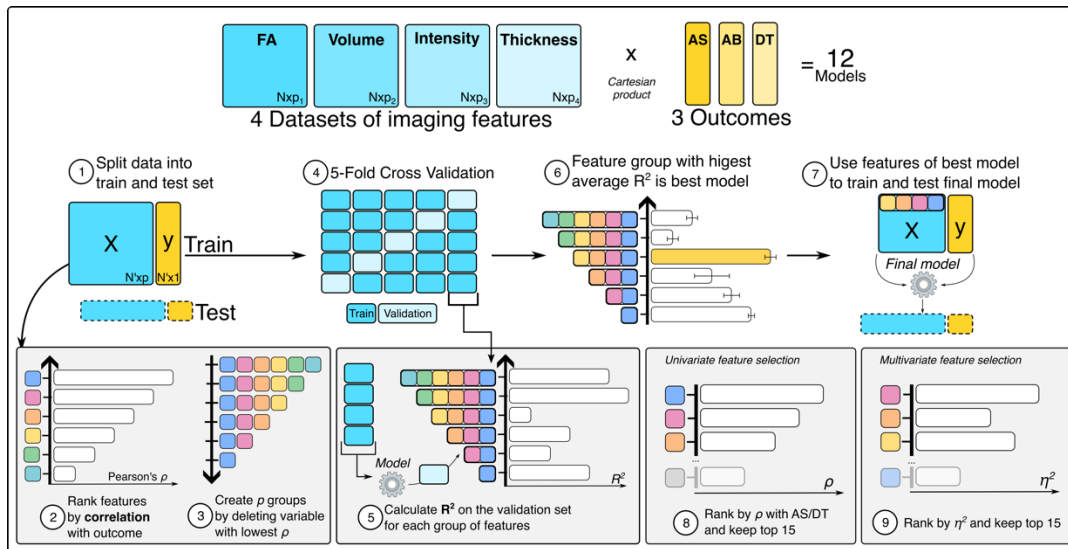 FA
Volume
Intensity
Thickness
Nxp1
Nxp2
Nxp3
Nxp4
4 Datasets of imaging features
x
Cartesian
product
AS AB DT
3 Outcomes
= 12
Models
1 Split data into
train and test set
X
N'xp
y
N'x1
Train
Test
4 5-Fold Cross Validation
Train
Validation
6 Feature group with higest
average R² is best model
7 Use features of best model
to train and test final model
X
y
Final model
Pearson's ρ
2 Rank features
by correlation
with outcome
3 Create p groups
by deleting variable
with lowest ρ
Model
R²
5 Calculate R² on the validation set
for each group of features
Univariate feature selection
...
ρ
8 Rank by ρ with AS/DT
and keep top 15
Multivariate feature selection
...
η²
9 Rank by η² and keep top 15